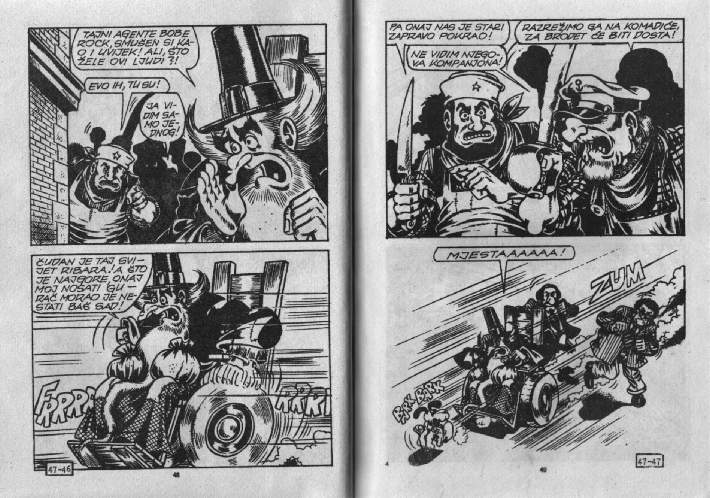 TAJNI AGENTE BOBE
ROCK, SMUŠEN SI KA-
O I UVIJEK! ALI, ŠTO
ŽELE OVI LJUDI?!
EVO IH, TU SU!
JA VI-
DIM SA-
MO JE-
DNOG!
ČUDAN JE TAJ SVI-
JET RIBARA! A ŠTO
JE NAJGORE ONAJ
MOJ NOSATI GU-
RAČ MORAO JE NE-
STATI BAŠ SAD!
47-46
48
PA ONAJ NAS JE STARI
ZAPRAVO POKRAO!
NE VIDIM NJEGO-
VA KOMPANJONA!
RAZREŽIMO GA NA KOMADIĆE,
ZA BRODET ĆE BITI DOSTA!
MJESTAAAAAA!
ZUM
47-47
49